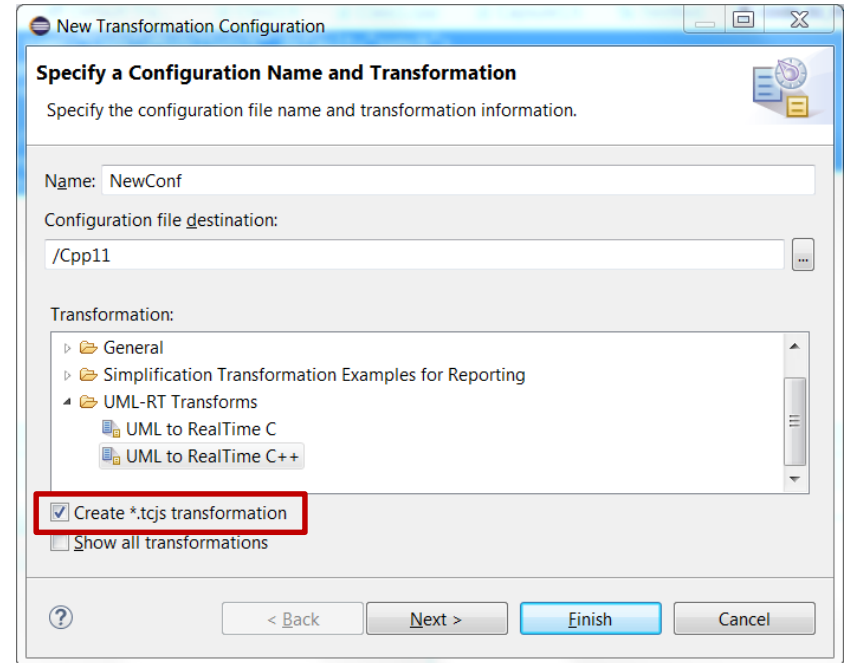 New Transformation Configuration
Specify a Configuration Name and Transformation
Specify the configuration file name and transformation information.
Name: NewConf
Configuration file destination:
/Cpp11
...
Transformation:
General
Simplification Transformation Examples for Reporting
UML-RT Transforms
UML to RealTime C
UML to RealTime C++
Create *.tcjs transformation
Show all transformations
? < Back Next > Finish Cancel